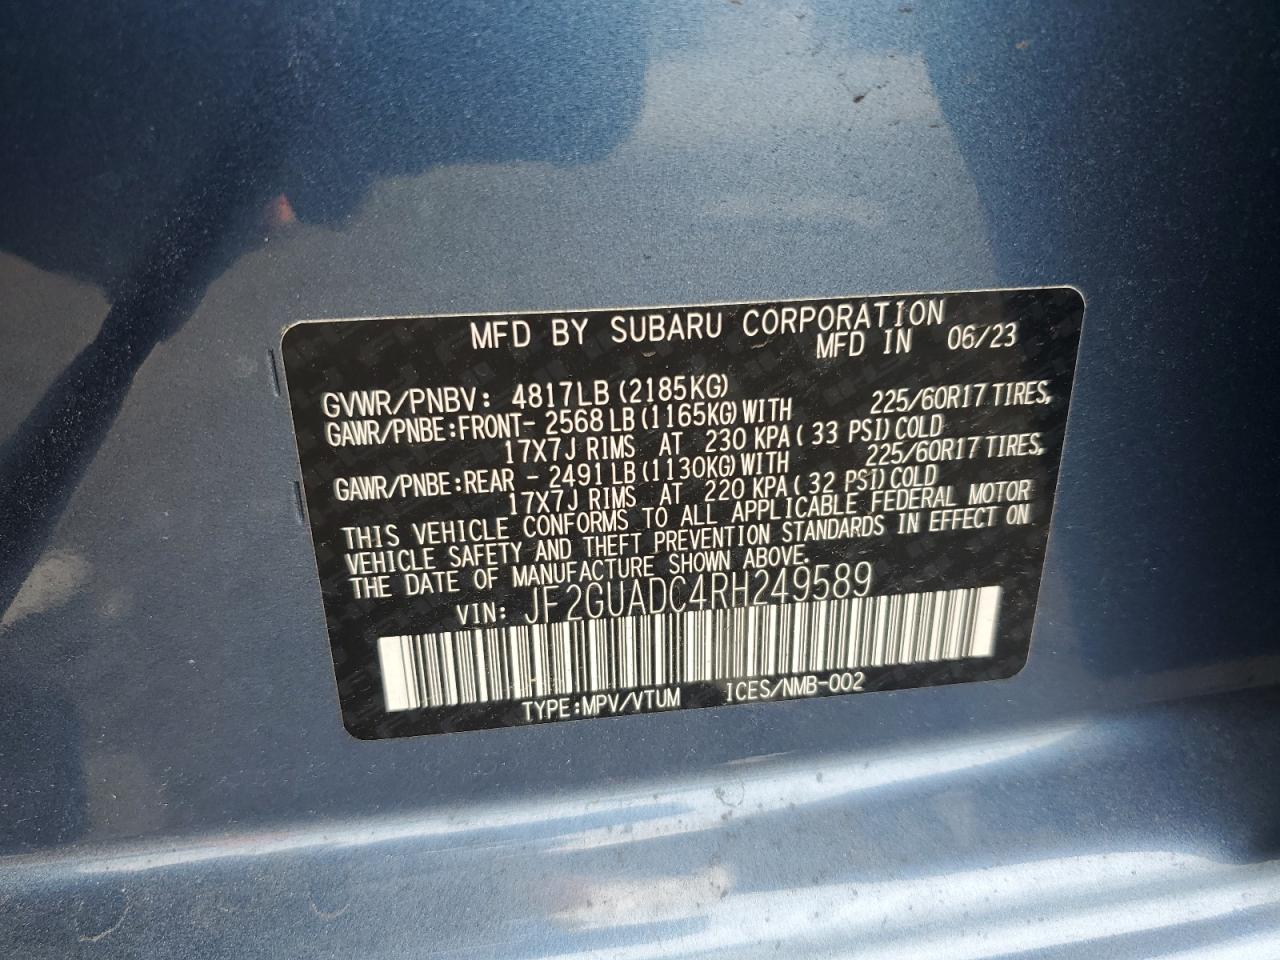 MFD BY SUBARU CORPORATION
MFD IN 06/23
GVWR/PNBV: 4817LB (2185KG)
GAWR/PNBE:FRONT- 2568 LB (1165KG) WITH 225/60R17 TIRES,
17X7J RIMS AT 230 KPA ( 33 PSI) COLD
GAWR/PNBE:REAR - 2491 LB (1130KG) WITH 225/60R17 TIRES,
17X7J RIMS AT 220 KPA ( 32 PSI) COLD
THIS VEHICLE CONFORMS TO ALL APPLICABLE FEDERAL MOTOR
VEHICLE SAFETY AND THEFT PREVENTION STANDARDS IN EFFECT ON
THE DATE OF MANUFACTURE SHOWN ABOVE.
VIN: JF2GUADC4RH249589
TYPE:MPV/VTUM ICES/NMB-002